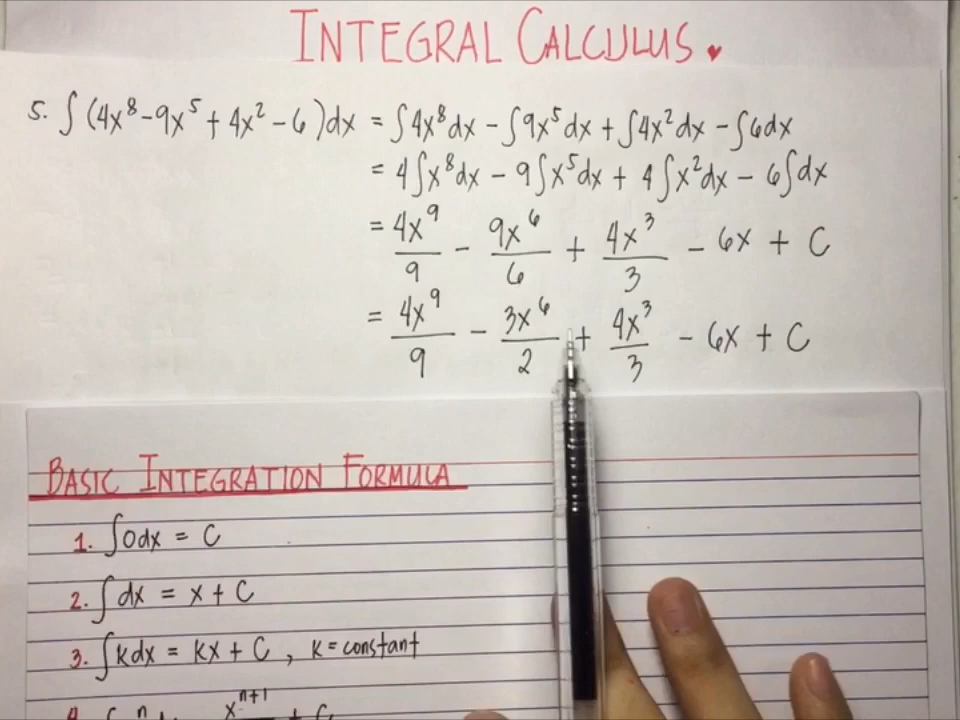 INTEGRAL CALCULUS ♥
5. ∫(4x⁸ - 9x⁵ + 4x² - 6)dx = ∫4x⁸dx - ∫9x⁵dx + ∫4x²dx - ∫6dx
= 4∫x⁸dx - 9∫x⁵dx + 4∫x²dx - 6∫dx
= 4x⁹/9 - 9x⁶/6 + 4x³/3 - 6x + C
= 4x⁹/9 - 3x⁶/2 + 4x³/3 - 6x + C
BASIC INTEGRATION FORMULA
1. ∫0dx = C
2. ∫dx = x + C
3. ∫kdx = kx + C, k = constant